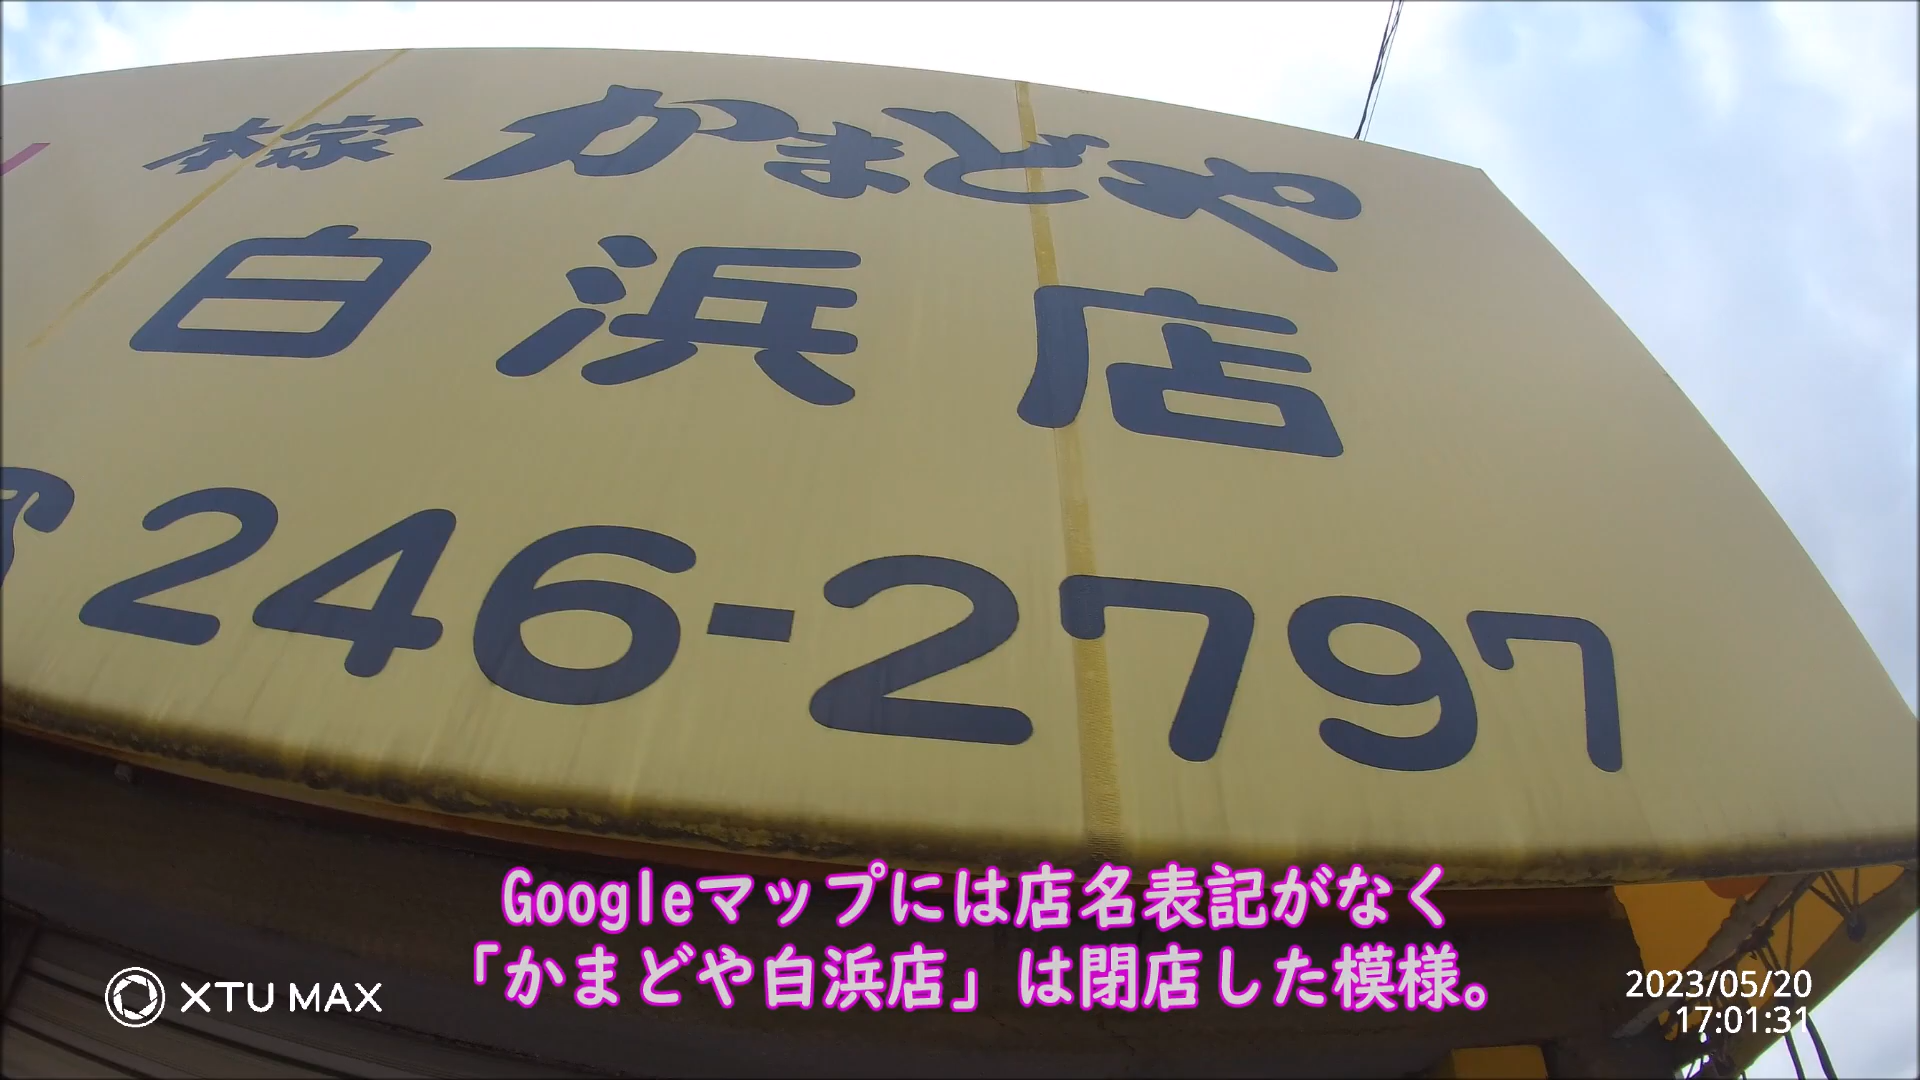 本家かまどや
白浜店
246-2797
Googleマップには店名表記がなく
「かまどや白浜店」は閉店した模様。
XTU MAX
2023/05/20
17:01:31